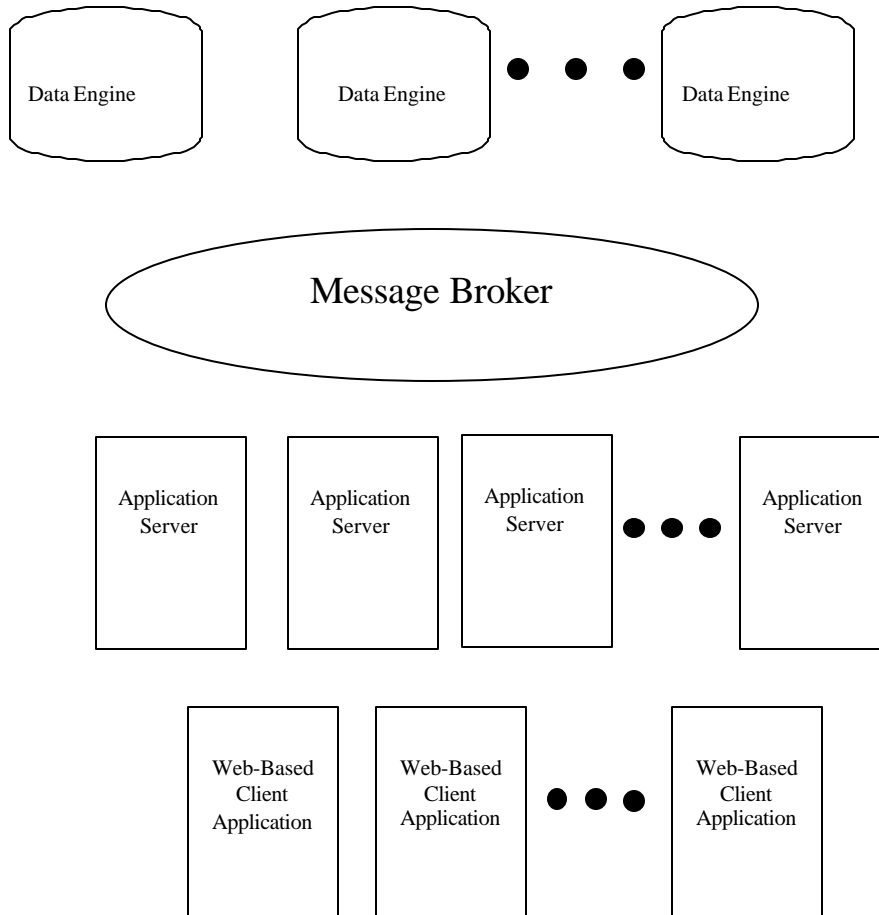 Data Engine
Data Engine
Data Engine
Message Broker
Application
Server
Application
Server
Application
Server
Application
Server
Web-Based
Client
Application
Web-Based
Client
Application
Web-Based
Client
Application